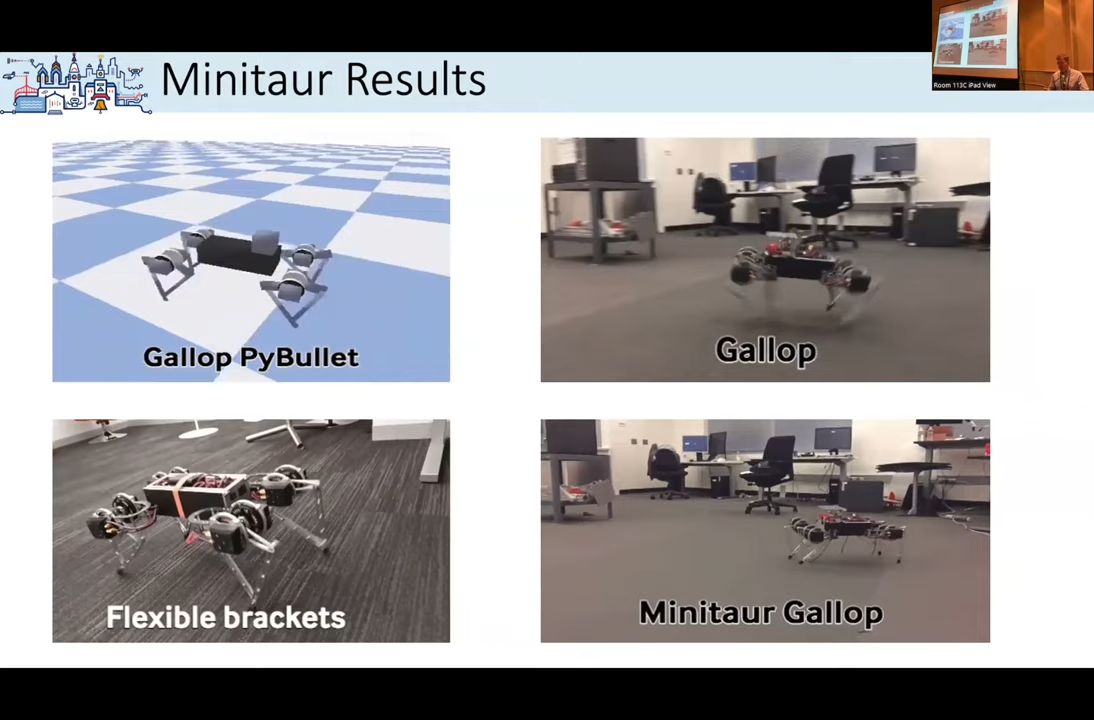 Minitaur Results
Room 113C iPad View
Gallop PyBullet
Gallop
Flexible brackets
Minitaur Gallop